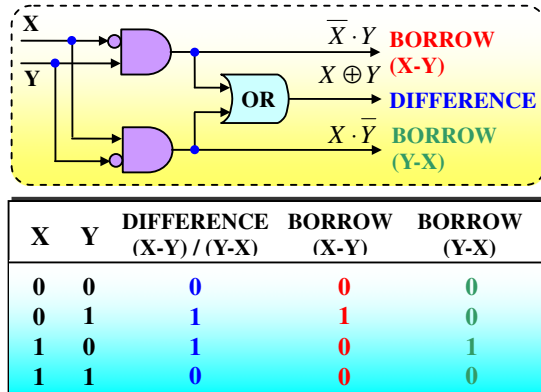 X
X̅ · Y
BORROW
(X-Y)
Y
X ⊕ Y
OR
DIFFERENCE
X · Y̅
BORROW
(Y-X)
X Y DIFFERENCE (X-Y) / (Y-X) BORROW (X-Y) BORROW (Y-X)
0 0 0 0 0
0 1 1 1 0
1 0 1 0 1
1 1 0 0 0